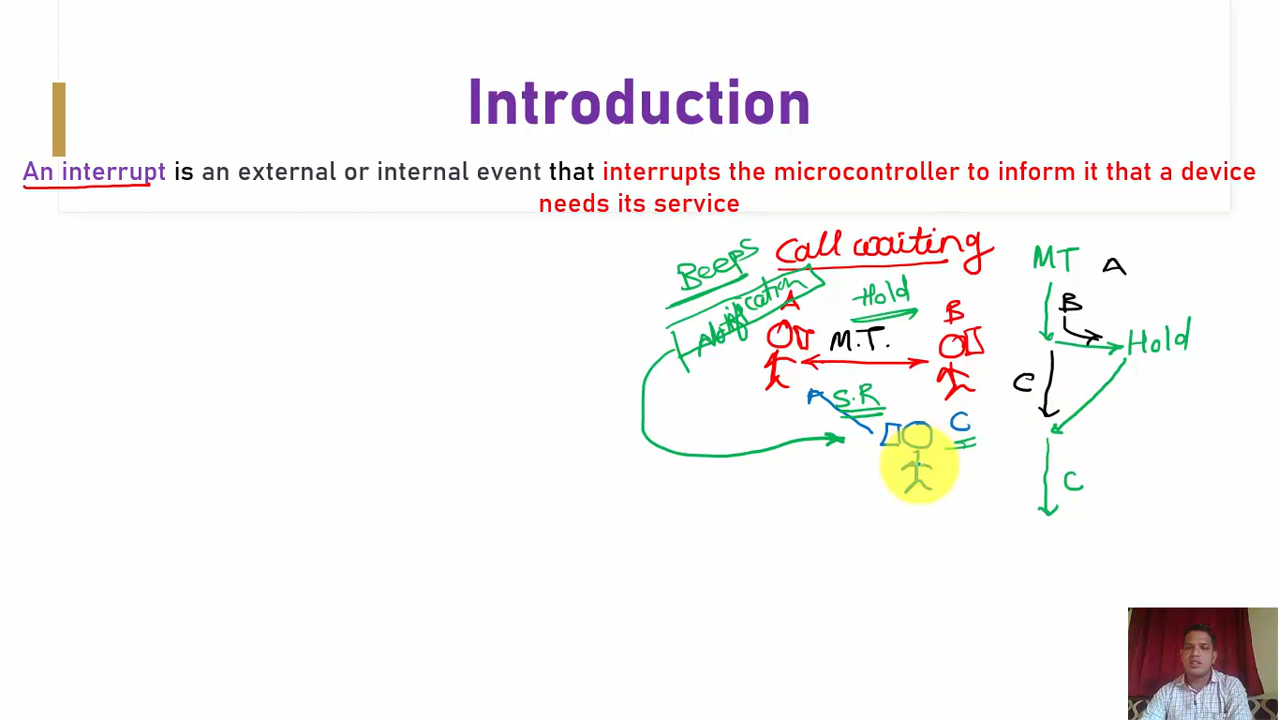 Introduction
An interrupt is an external or internal event that interrupts the microcontroller to inform it that a device
needs its service
Beeps
Call waiting
MT A
Notification
Hold
A
B
B
M.T.
Hold
S.R
C
C
C